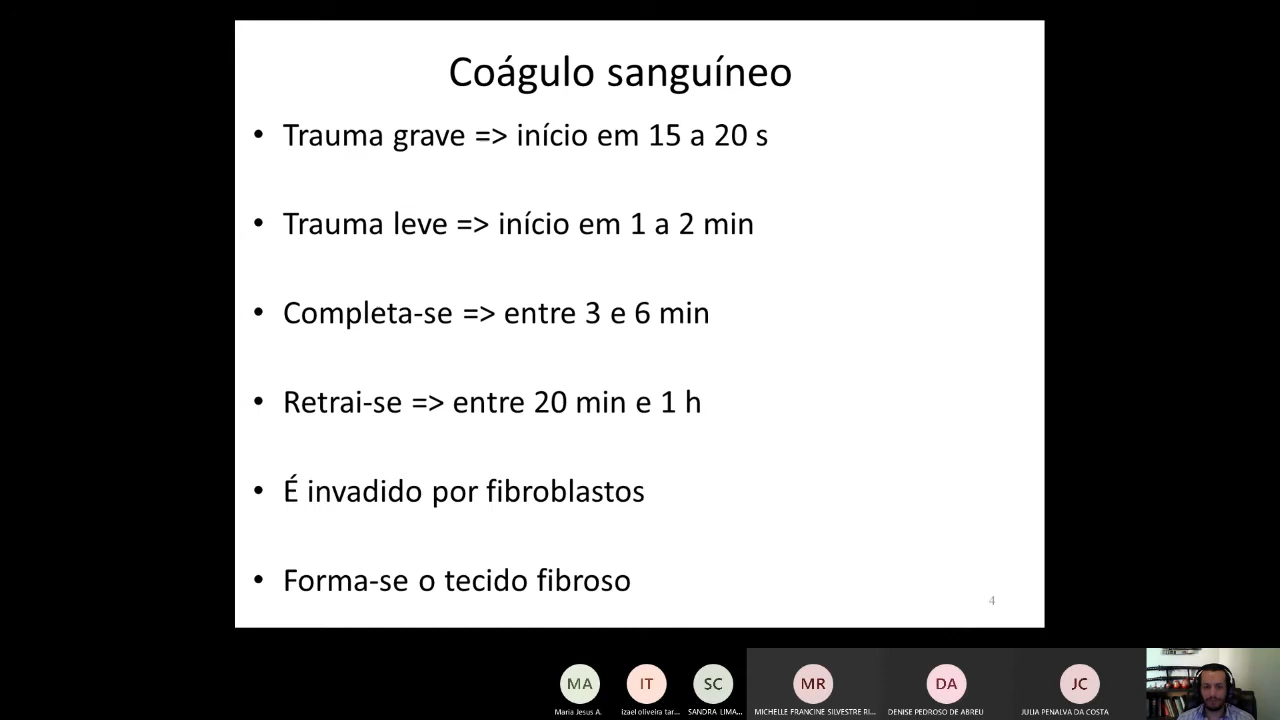 Coágulo sanguíneo
• Trauma grave => início em 15 a 20 s
• Trauma leve => início em 1 a 2 min
• Completa-se => entre 3 e 6 min
• Retrai-se => entre 20 min e 1 h
• É invadido por fibroblastos
• Forma-se o tecido fibroso
4
MA IT SC MR DA JC
Maria Jesus A. izael oliveira tar... SANDRA LIMA... MICHELLE FRANCINE SILVESTRE RI... DENISE PEDROSO DE ABREU JULIA PENALVA DA COSTA